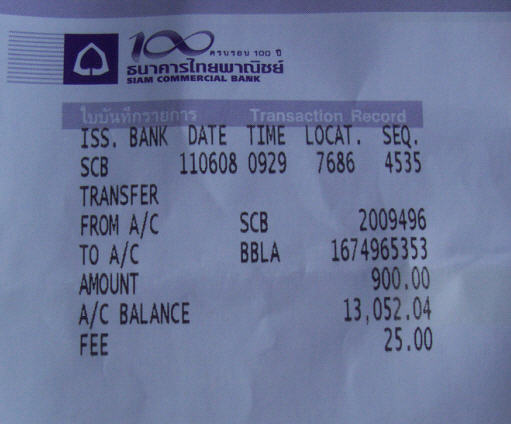 100 ครบรอบ 100 ปี
ธนาคารไทยพาณิชย์
SIAM COMMERCIAL BANK
ใบบันทึกรายการ Transaction Record
ISS. BANK DATE TIME LOCAT. SEQ.
SCB 110608 0929 7686 4535
TRANSFER
FROM A/C SCB 2009496
TO A/C BBLA 1674965353
AMOUNT 900.00
A/C BALANCE 13,052.04
FEE 25.00